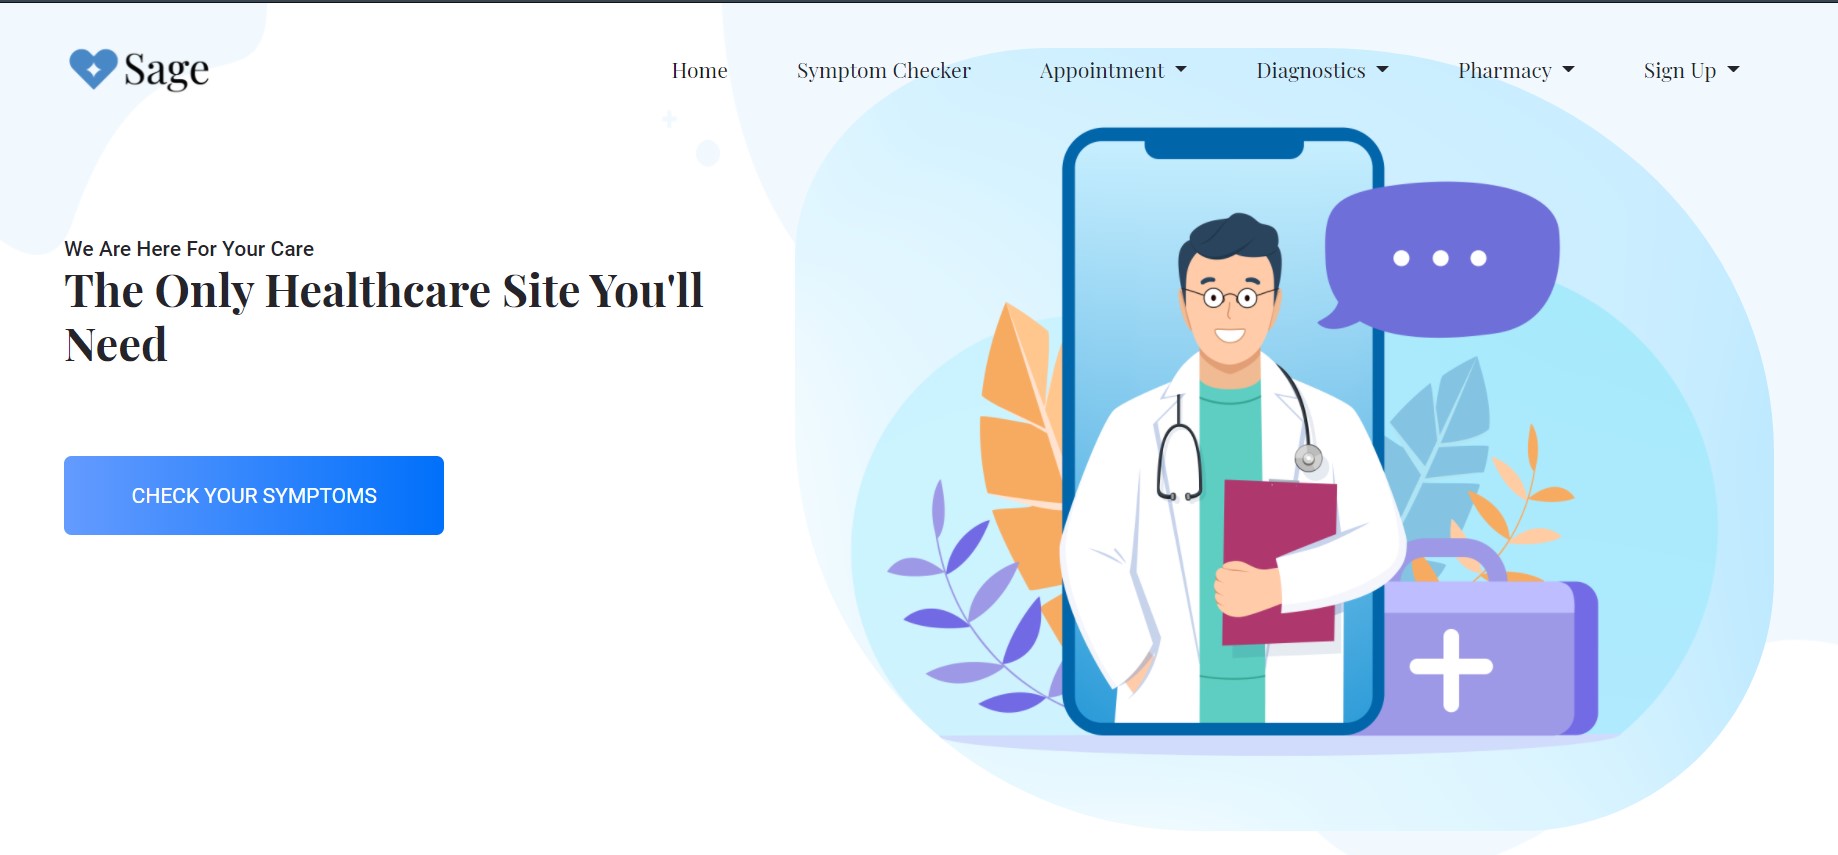 Sage
Home Symptom Checker Appointment Diagnostics Pharmacy Sign Up
We Are Here For Your Care
The Only Healthcare Site You'll
Need
CHECK YOUR SYMPTOMS